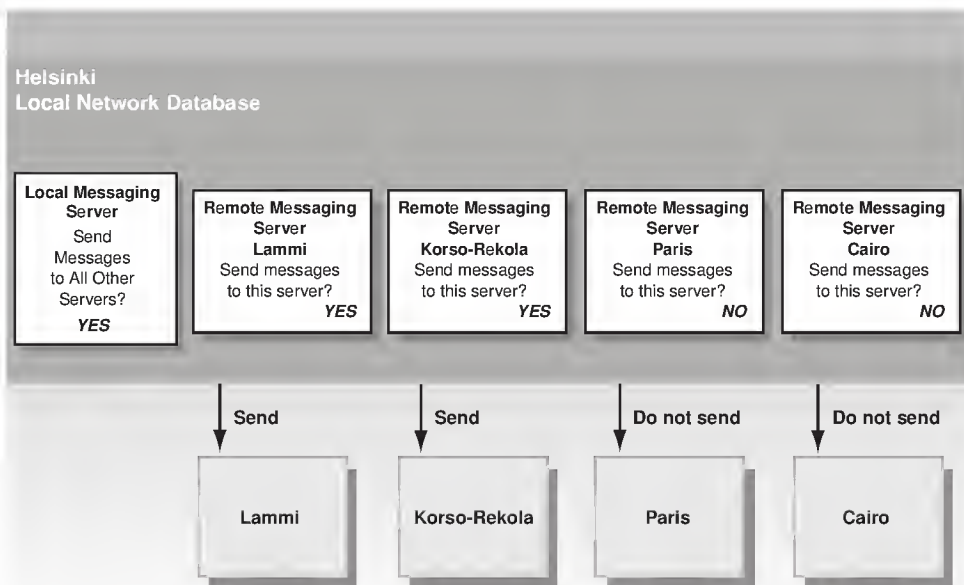 Helsinki
Local Network Database
Local Messaging
Server
Send
Messages
to All Other
Servers?
YES
Remote Messaging
Server
Lammi
Send messages
to this server?
YES
Remote Messaging
Server
Korso-Rekola
Send messages
to this server?
YES
Remote Messaging
Server
Paris
Send messages
to this server?
NO
Remote Messaging
Server
Cairo
Send messages
to this server?
NO
Send
Send
Do not send
Do not send
Lammi
Korso-Rekola
Paris
Cairo